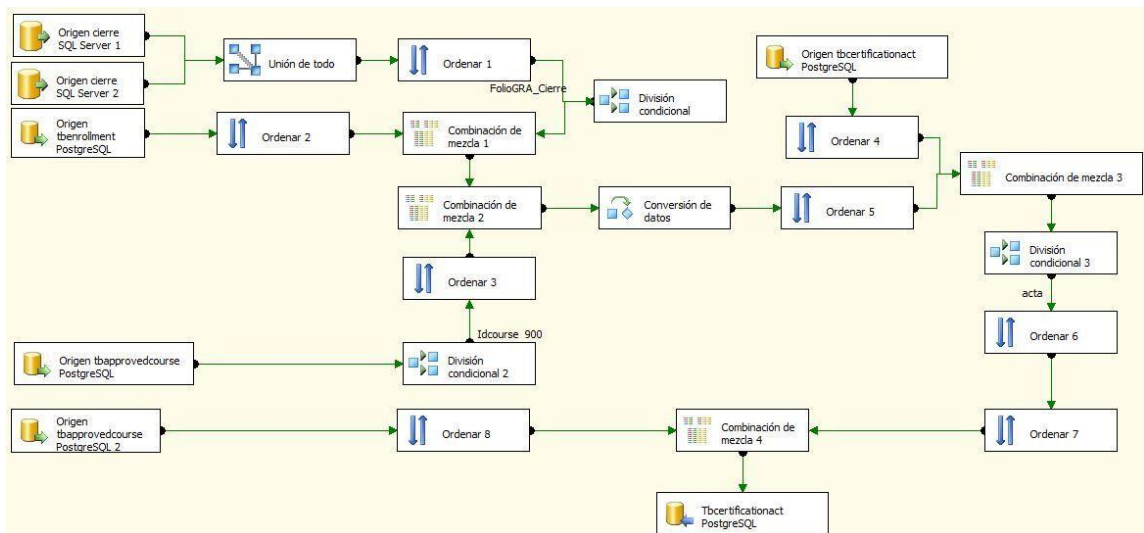 Origen cierre
SQL Server 1
Origen cierre
SQL Server 2
Unión de todo
Ordenar 1
FolioGRA_Cierre
División
condicional
Origen tbcertificationact
PostgreSQL
Origen
tbenrollment
PostgreSQL
Ordenar 2
Combinación de
mezcla 1
Ordenar 4
Combinación de mezcla 3
Combinación de
mezcla 2
Conversión de
datos
Ordenar 5
División
condicional 3
Ordenar 3
acta
Idcourse 900
Ordenar 6
Origen tbapprovedcourse
PostgreSQL
División
condicional 2
Origen
tbapprovedcourse
PostgreSQL 2
Ordenar 8
Combinación de
mezcla 4
Ordenar 7
Tbcertificationact
PostgreSQL